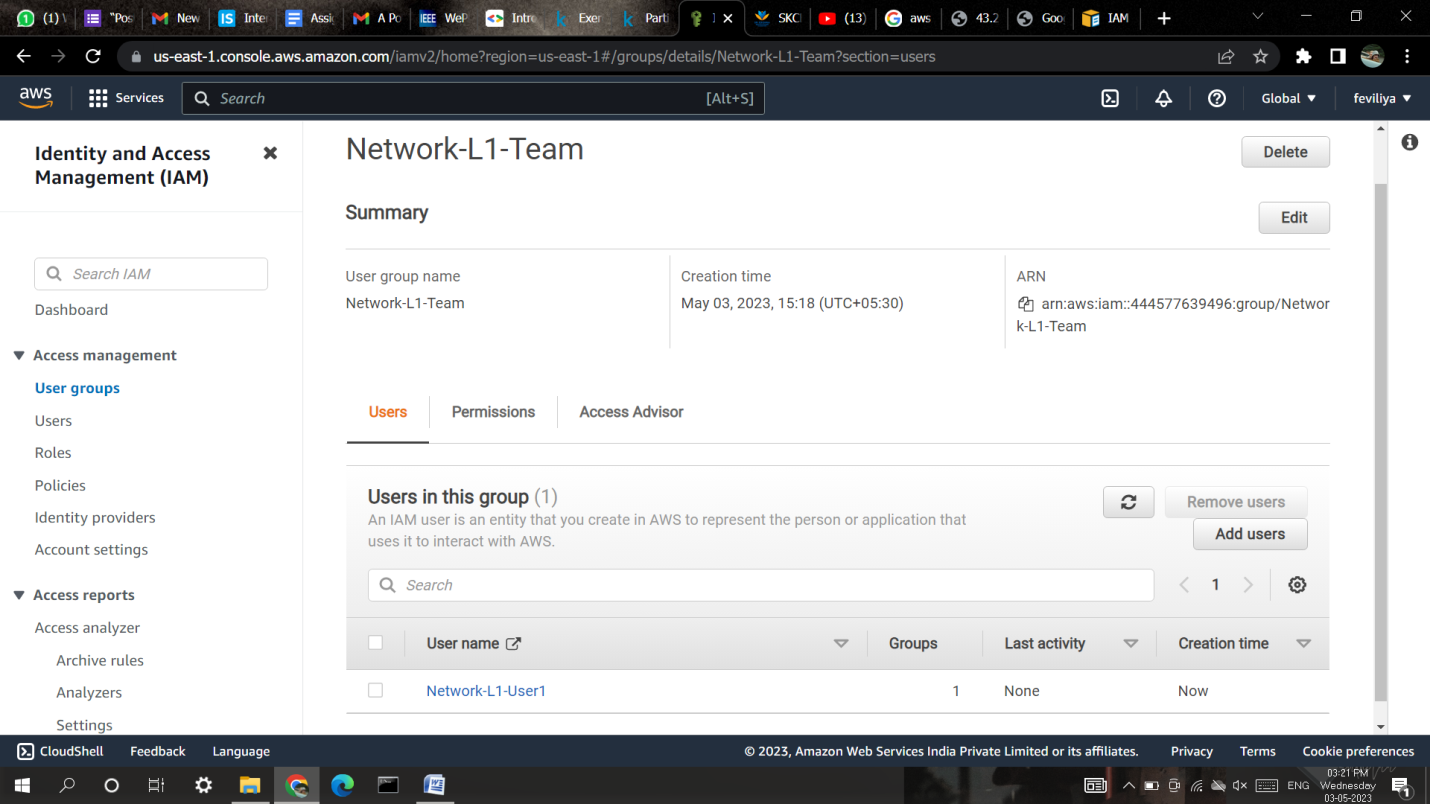 (1) W
"Pos
New
IS Inter
Assig
A Po
IEEE WeP
Intro
k Exer
k Parti
I
SKC
(13)
G aws
43.2
Goo
IAM
us-east-1.console.aws.amazon.com/iamv2/home?region=us-east-1#/groups/details/Network-L1-Team?section=users
aws
Services
Search
[Alt+S]
Global
feviliya
Identity and Access
Management (IAM)
Search IAM
Dashboard
Access management
User groups
Users
Roles
Policies
Identity providers
Account settings
Access reports
Access analyzer
Archive rules
Analyzers
Settings
Network-L1-Team
Delete
Summary
Edit
User group name
Network-L1-Team
Creation time
May 03, 2023, 15:18 (UTC+05:30)
ARN
arn:aws:iam::444577639496:group/Networ
k-L1-Team
Users
Permissions
Access Advisor
Users in this group (1)
An IAM user is an entity that you create in AWS to represent the person or application that
uses it to interact with AWS.
Remove users
Add users
Search
1
User name
Groups
Last activity
Creation time
Network-L1-User1
1
None
Now
CloudShell
Feedback
Language
© 2023, Amazon Web Services India Private Limited or its affiliates.
Privacy
Terms
Cookie preferences
ENG
03:21 PM
Wednesday
03-05-2023
1